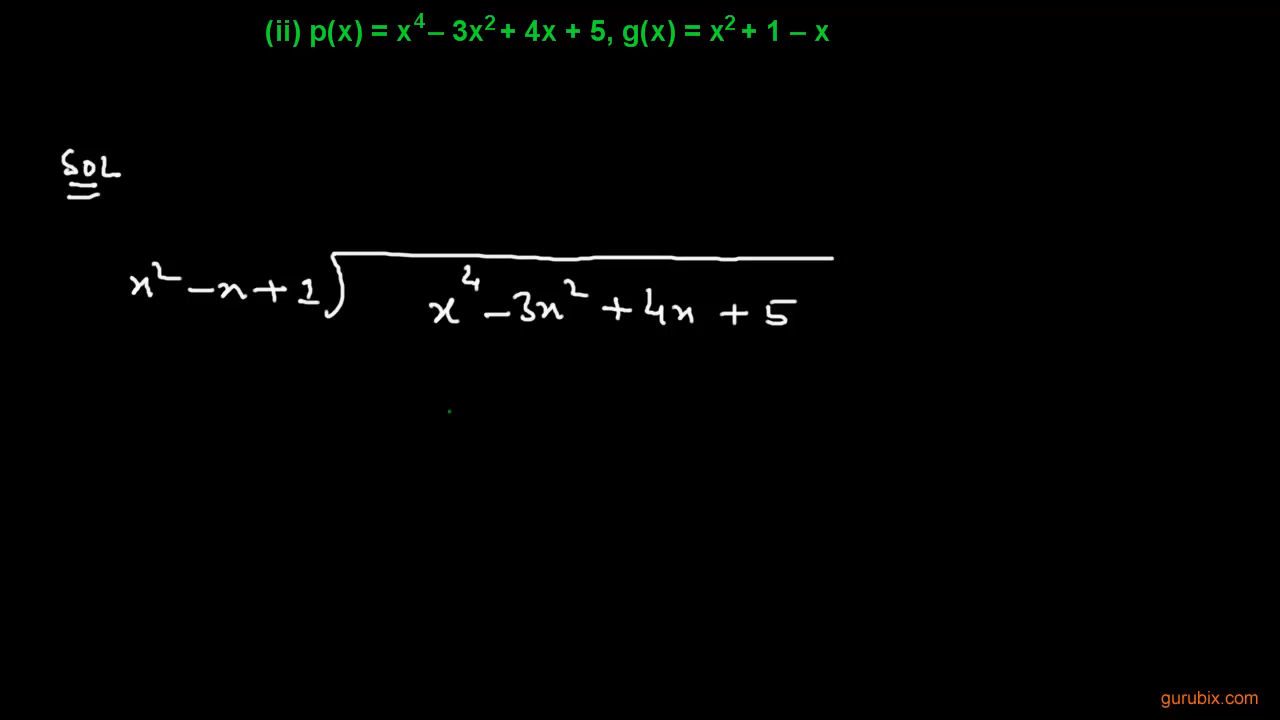 (ii) p(x) = x⁴ – 3x² + 4x + 5, g(x) = x² + 1 – x
SOL
x² - x + 1) x⁴ - 3x² + 4x + 5
gurubix.com